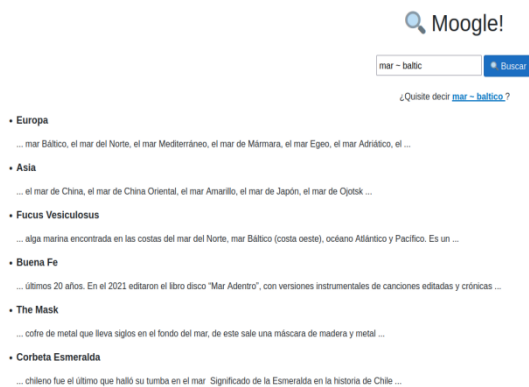 Moogle!
mar ~ baltic
Buscar
¿Quisite decir mar ~ baltico ?
• Europa
... mar Báltico, el mar del Norte, el mar Mediterráneo, el mar de Mármara, el mar Egeo, el mar Adriático, el ...
• Asia
... el mar de China, el mar de China Oriental, el mar Amarillo, el mar de Japón, el mar de Ojotsk ...
• Fucus Vesiculosus
... alga marina encontrada en las costas del mar del Norte, mar Báltico (costa oeste), océano Atlántico y Pacífico. Es un ...
• Buena Fe
... últimos 20 años. En el 2021 editaron el libro disco “Mar Adentro”, con versiones instrumentales de canciones editadas y crónicas ...
• The Mask
... cofre de metal que lleva siglos en el fondo del mar, de este sale una máscara de madera y metal ...
• Corbeta Esmeralda
... chileno fue el último que halló su tumba en el mar  Significado de la Esmeralda en la historia de Chile ...